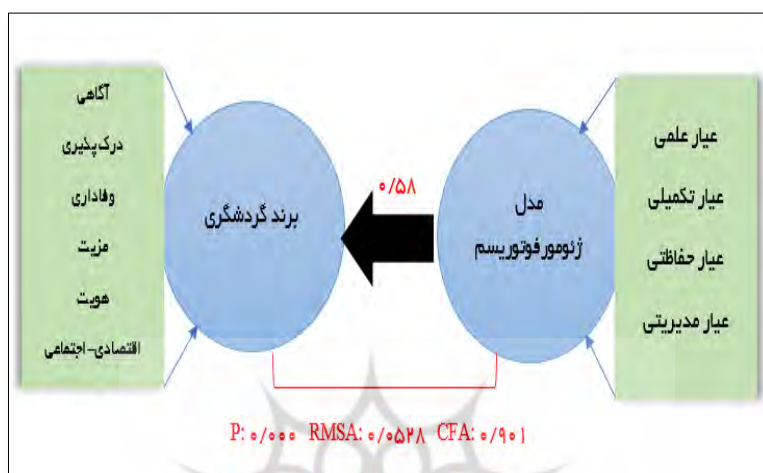 عیار علمی
عیار تکمیلی
عیار حفاظتی
عیار مدیریتی
مدل
ژئومورفوتوریسم
۰/۵۸
برند گردشگری
آگاهی
درک‌پذیری
وفاداری
مزیت
هویت
اقتصادی-اجتماعی
P: ۰/۰۰۰ RMSA: ۰/۰۵۲۸ CFA: ۰/۹۰۱